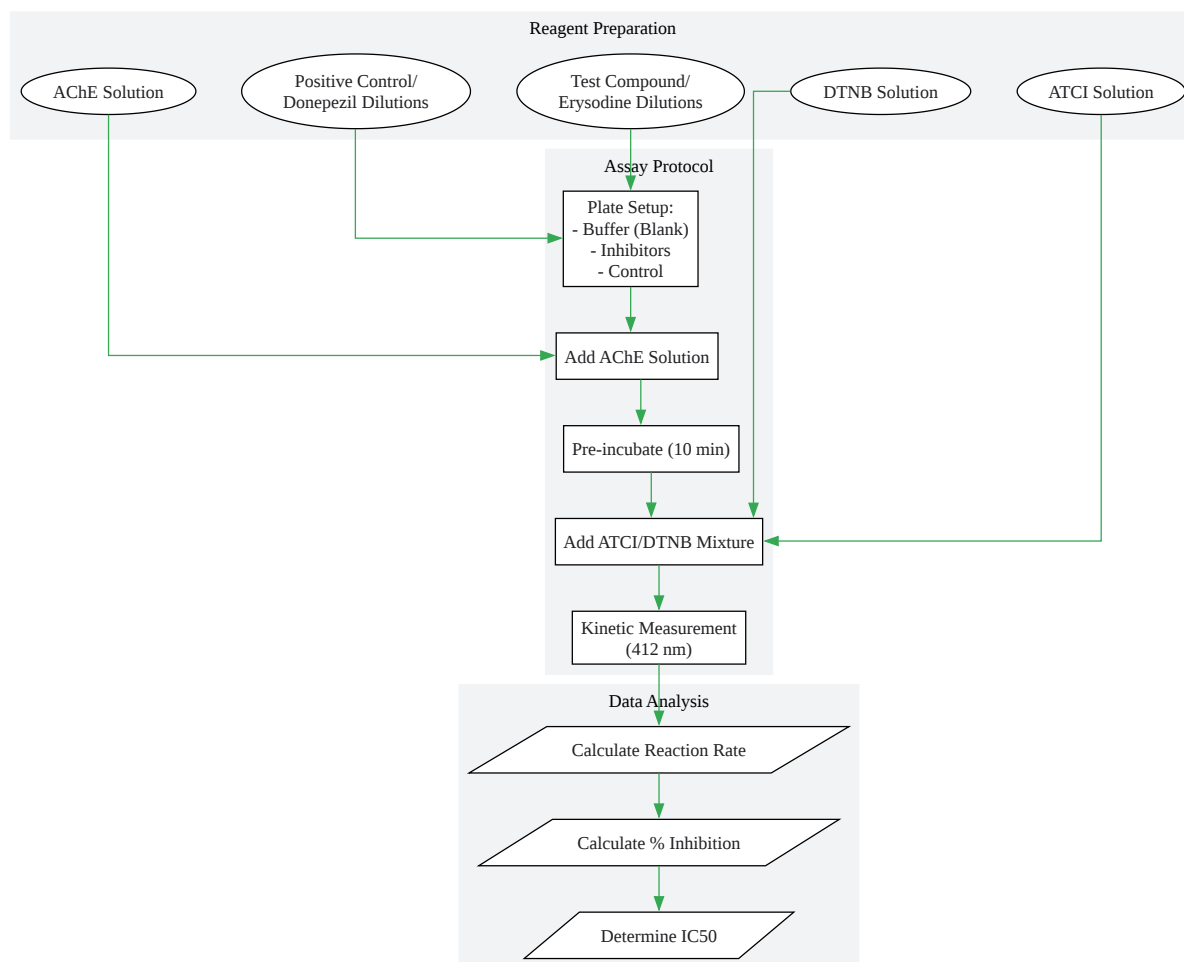 Reagent Preparation
AChE Solution
Positive Control/
Donepezil Dilutions
Test Compound/
Erysodine Dilutions
DTNB Solution
ATCI Solution
Assay Protocol
Plate Setup:
- Buffer (Blank)
- Inhibitors
- Control
Add AChE Solution
Pre-incubate (10 min)
Add ATCI/DTNB Mixture
Kinetic Measurement
(412 nm)
Data Analysis
Calculate Reaction Rate
Calculate % Inhibition
Determine IC50